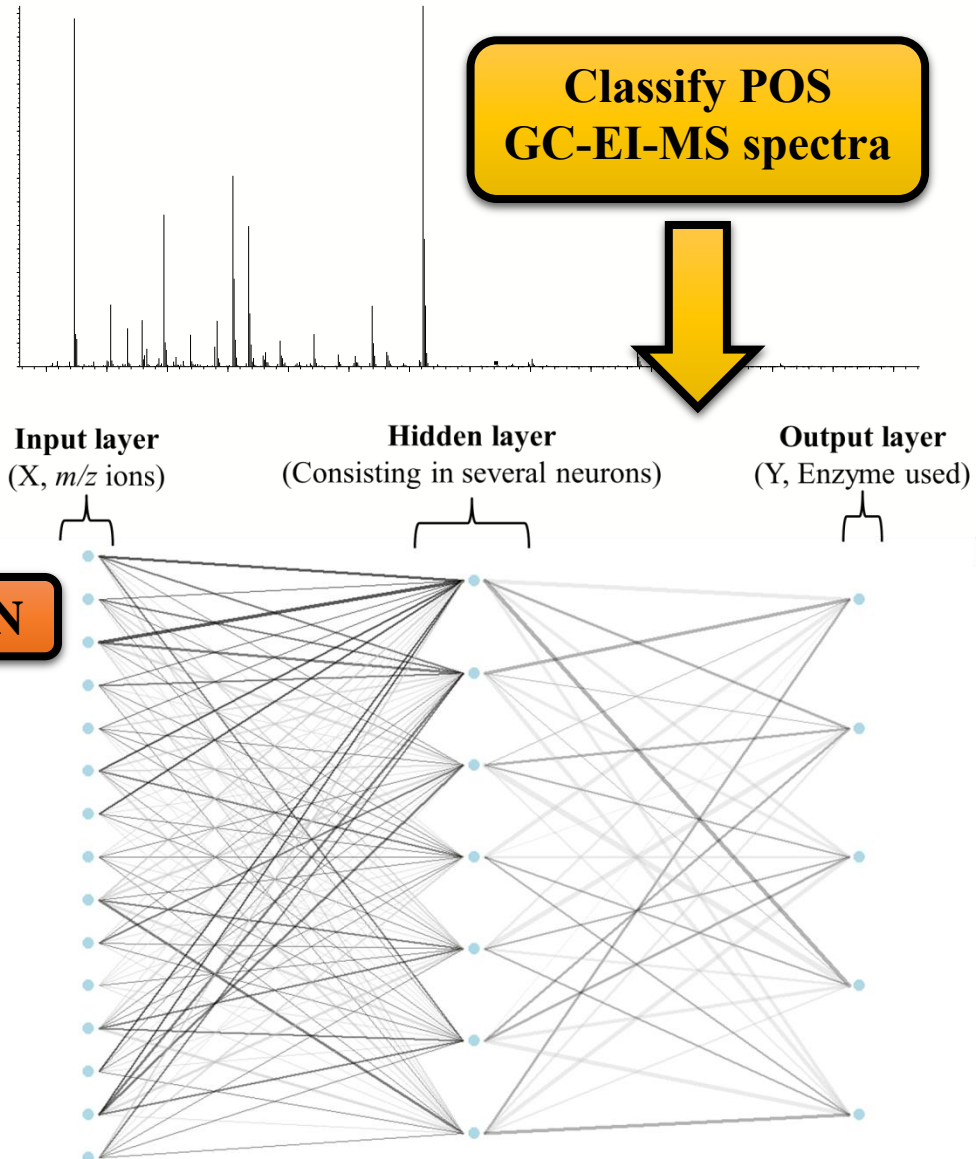 Classify POS
GC-EI-MS spectra
Input layer
(X, m/z ions)
Hidden layer
(Consisting in several neurons)
Output layer
(Y, Enzyme used)
N